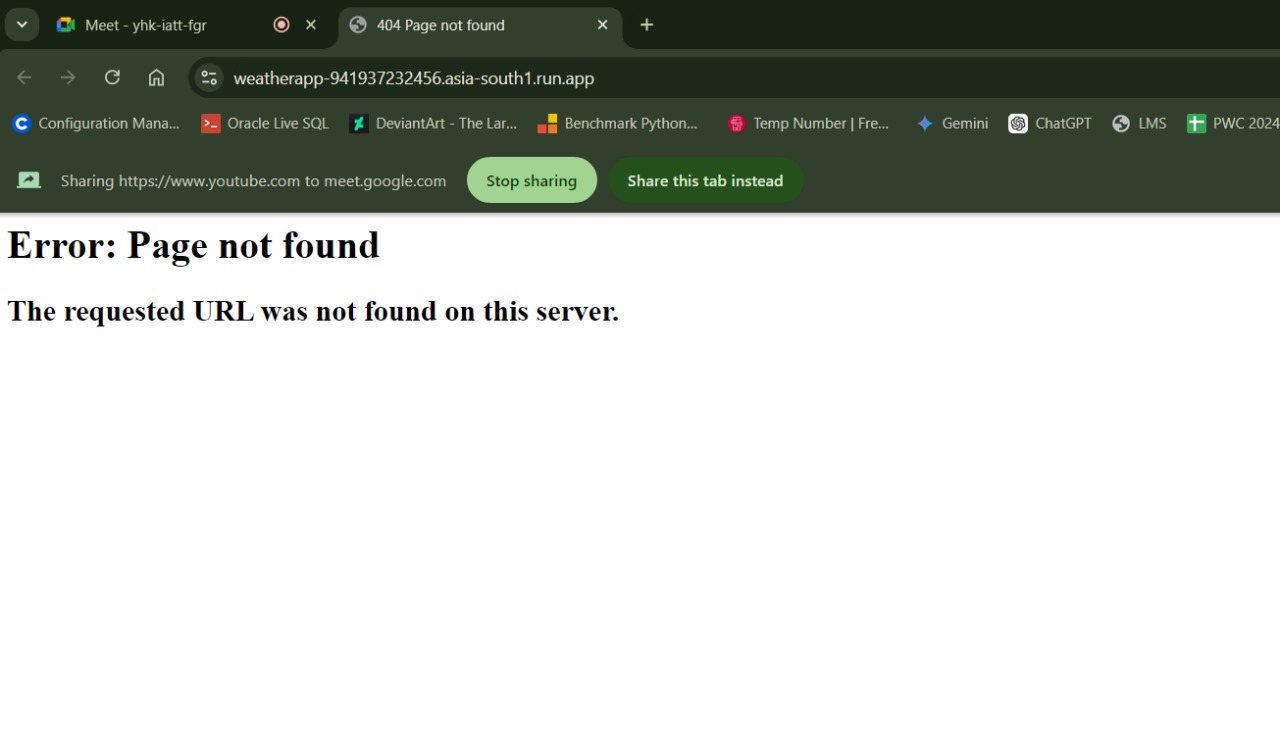 Meet - yhk-iatt-fgr
404 Page not found
weatherapp-941937232456.asia-south1.run.app
Configuration Mana... Oracle Live SQL DeviantArt - The Lar... Benchmark Python... Temp Number | Fre... Gemini ChatGPT LMS PWC 2024
Sharing https://www.youtube.com to meet.google.com Stop sharing Share this tab instead
Error: Page not found
The requested URL was not found on this server.